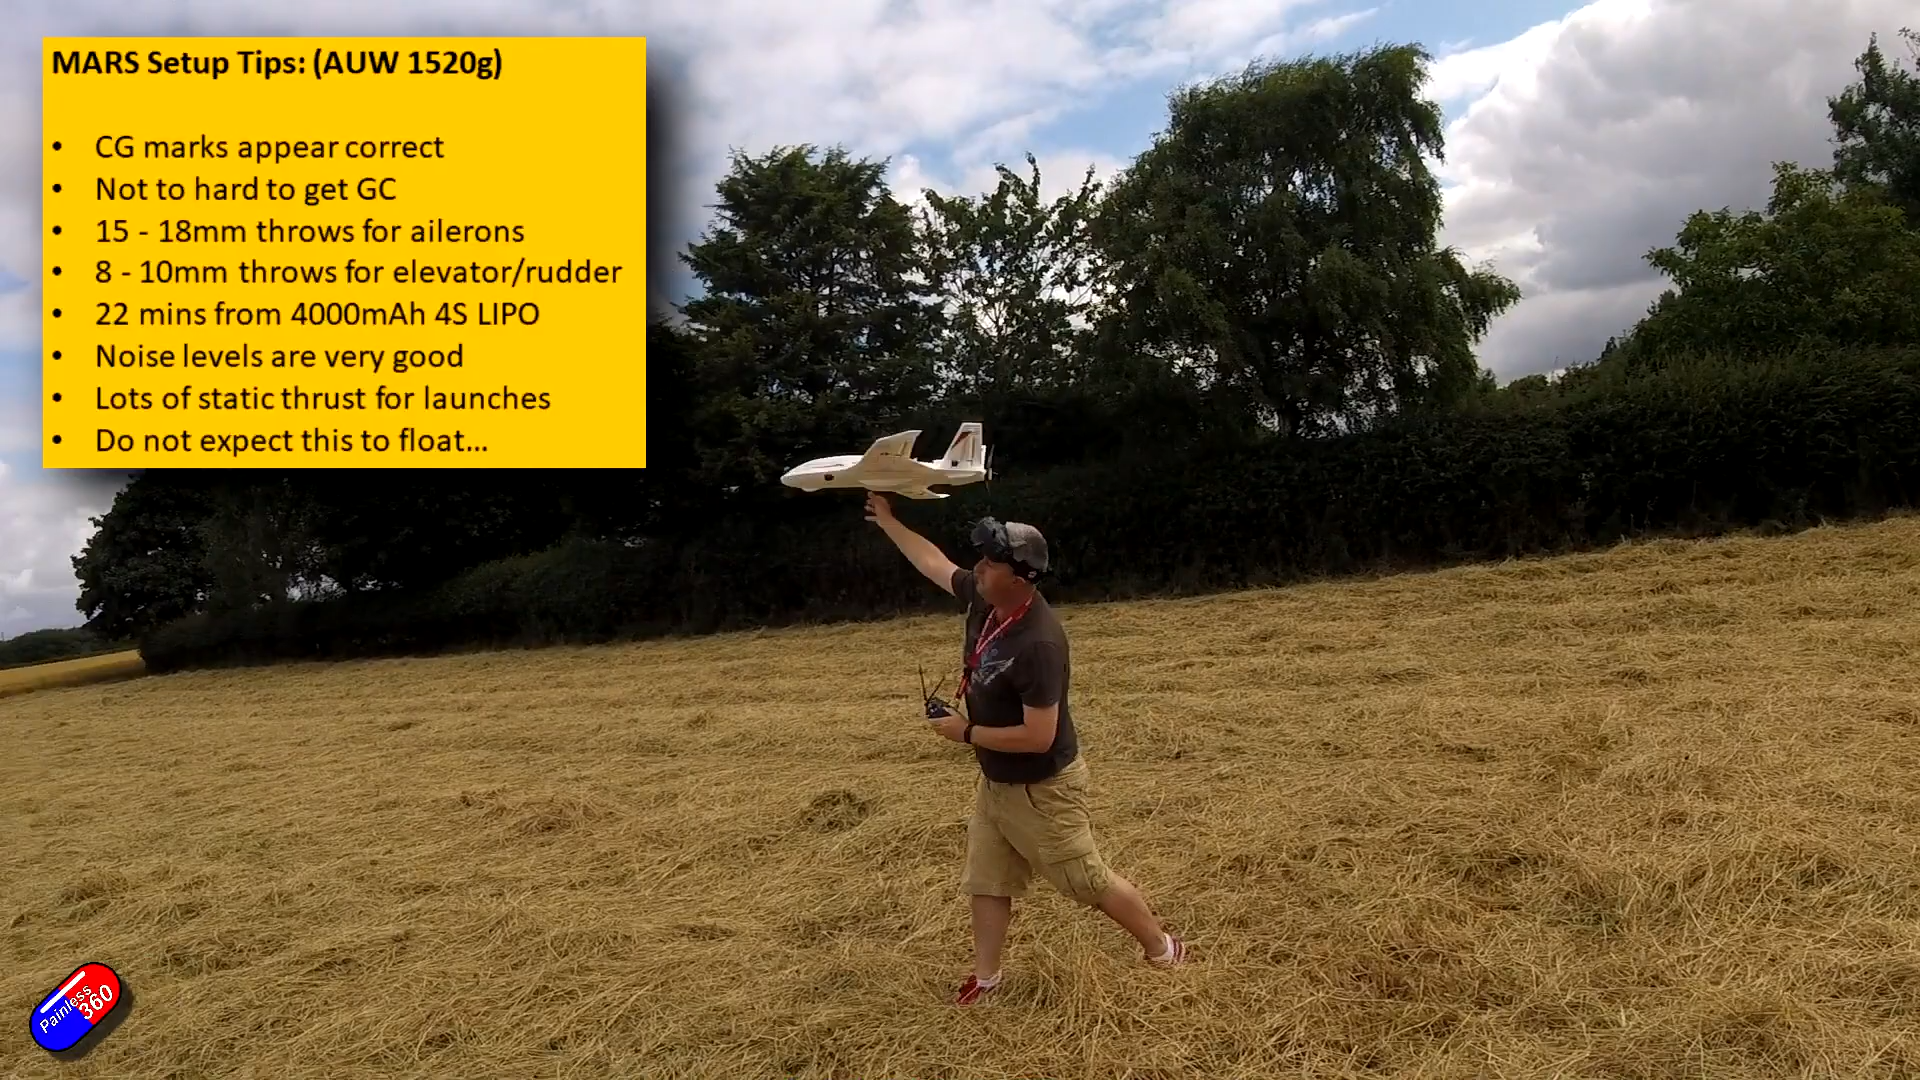 MARS Setup Tips: (AUW 1520g)
• CG marks appear correct
• Not to hard to get GC
• 15 - 18mm throws for ailerons
• 8 - 10mm throws for elevator/rudder
• 22 mins from 4000mAh 4S LIPO
• Noise levels are very good
• Lots of static thrust for launches
• Do not expect this to float...
Painless
360